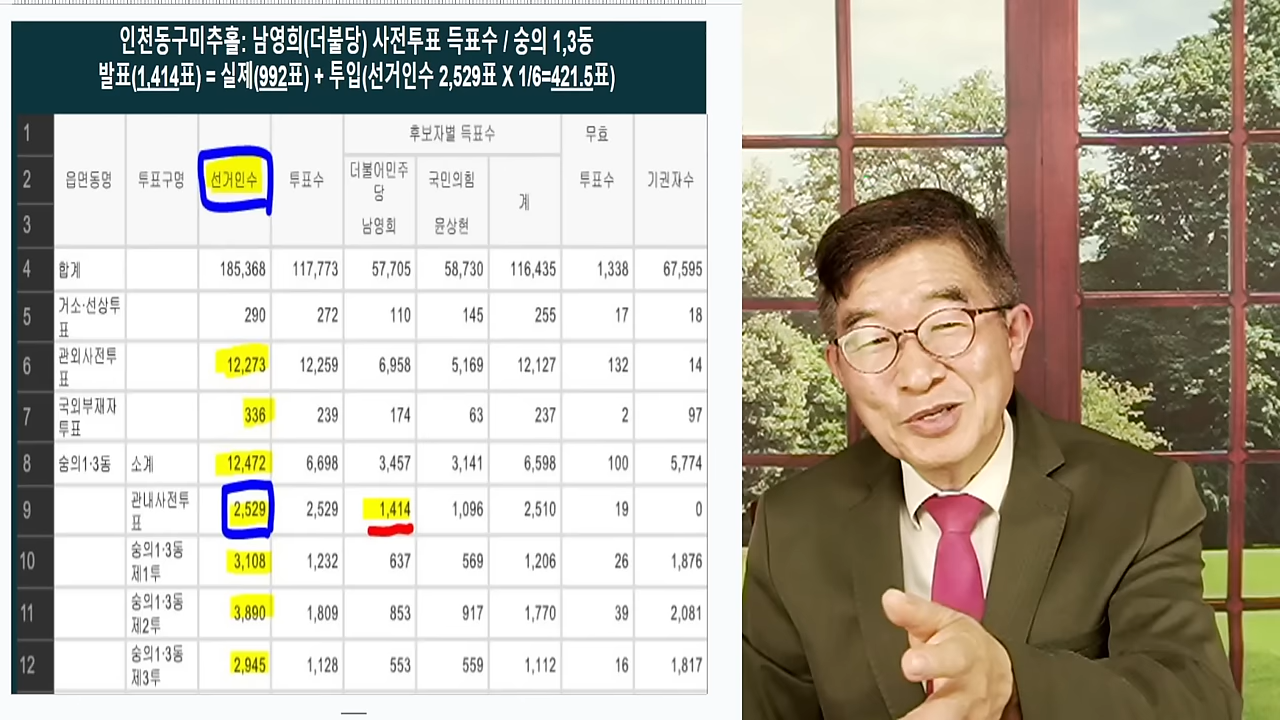 인천동구미추홀: 남영희(더불당) 사전투표 득표수 / 숭의 1,3동
발표(1,414표) = 실제(992표) + 투입(선거인수 2,529표 X 1/6=421.5표)
1 후보자별 득표수 무효
2 읍면동명 투표구명 선거인수 투표수 더불어민주당 국민의힘 계 투표수 기권자수
3 남영희 윤상현
4 합계 185,368 117,773 57,705 58,730 116,435 1,338 67,595
5 거소·선상투표 290 272 110 145 255 17 18
6 관외사전투표 12,273 12,259 6,958 5,169 12,127 132 14
7 국외부재자투표 336 239 174 63 237 2 97
8 숭의1·3동 소계 12,472 6,698 3,457 3,141 6,598 100 5,774
9 관내사전투표 2,529 2,529 1,414 1,096 2,510 19 0
10 숭의1·3동제1투 3,108 1,232 637 569 1,206 26 1,876
11 숭의1·3동제2투 3,890 1,809 853 917 1,770 39 2,081
12 숭의1·3동제3투 2,945 1,128 553 559 1,112 16 1,817